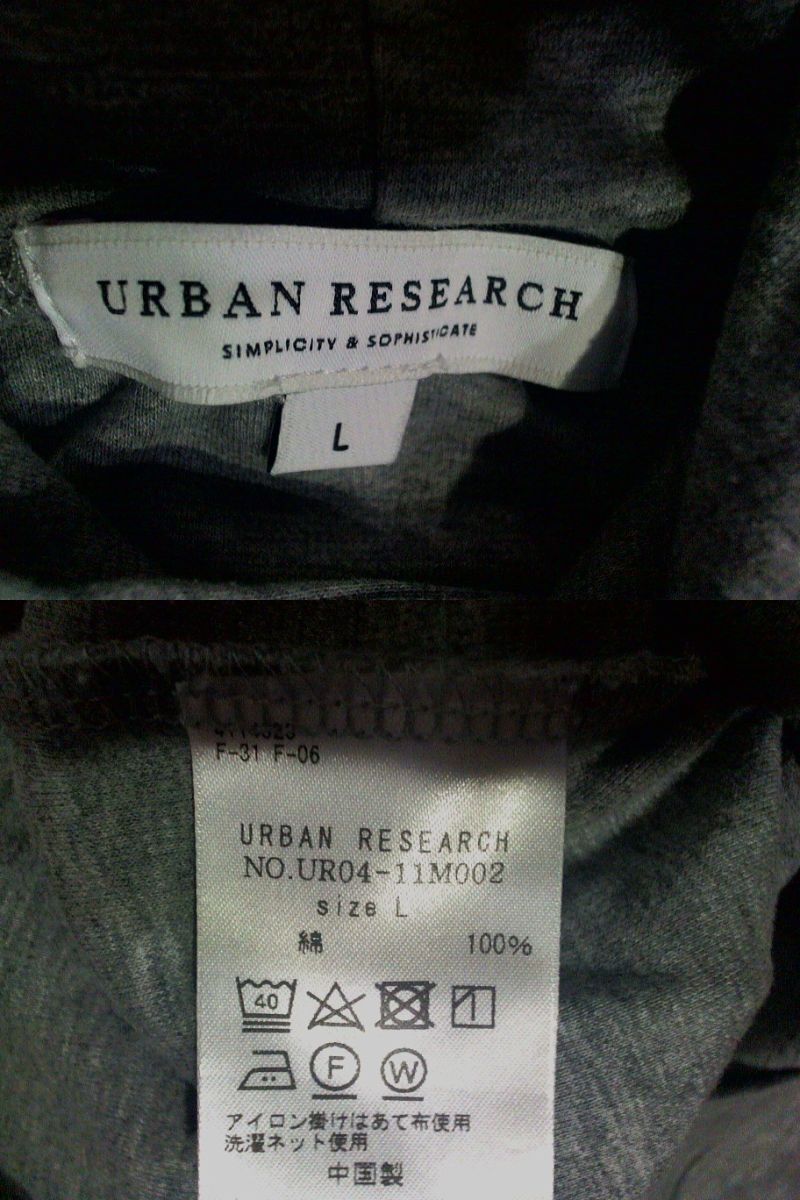 URBAN RESEARCH
SIMPLICITY & SOPHISTICATE
L
F-31 F-06
URBAN RESEARCH
NO.UR04-11M002
size L
綿 100%
40
F W
アイロン掛けはあて布使用
洗濯ネット使用
中国製